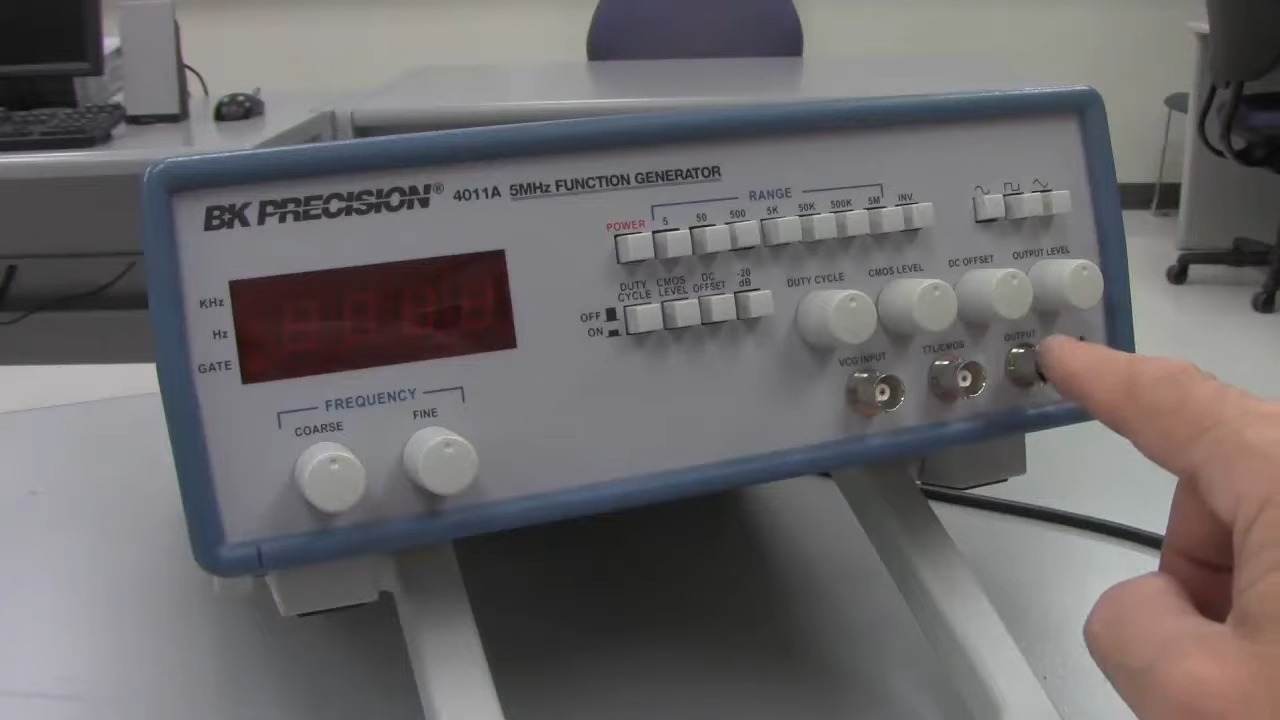 BK PRECISION® 4011A 5MHz FUNCTION GENERATOR
RANGE
POWER 5 50 500 5K 50K 500K 5M INV.
DUTY CYCLE CMOS LEVEL DC OFFSET -20 dB
OFF
ON
DUTY CYCLE CMOS LEVEL DC OFFSET OUTPUT LEVEL
VCG INPUT TTL/CMOS OUTPUT
KHz
Hz
GATE
FREQUENCY
COARSE FINE